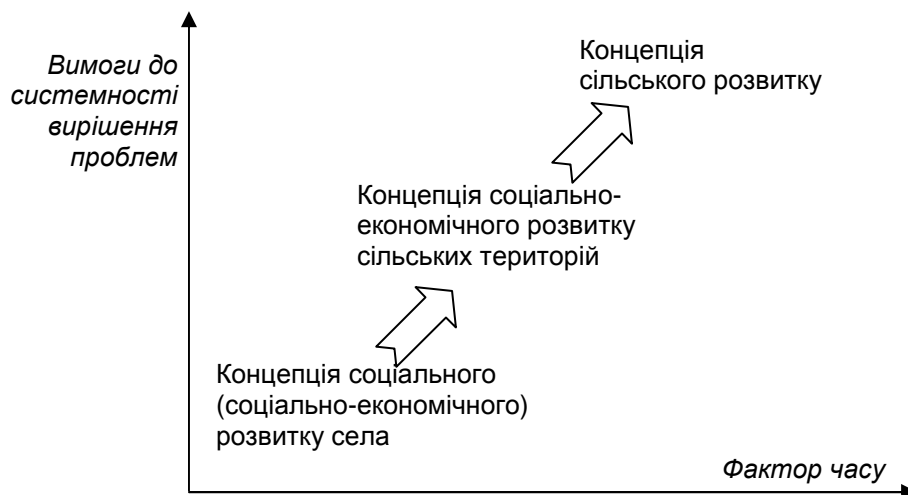 Вимоги до
системності
вирішення
проблем
Концепція
сільського розвитку
Концепція соціально-
економічного розвитку
сільських територій
Концепція соціального
(соціально-економічного)
розвитку села
Фактор часу